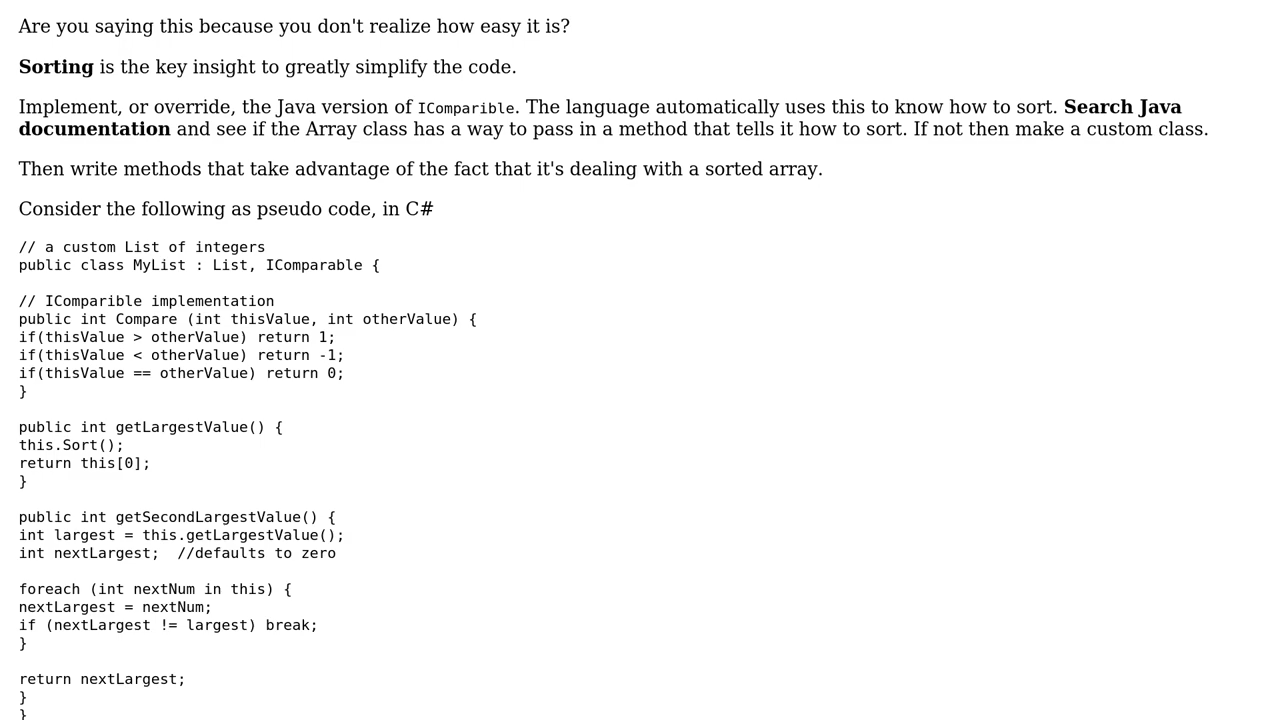 Are you saying this because you don't realize how easy it is?
Sorting is the key insight to greatly simplify the code.
Implement, or override, the Java version of IComparible. The language automatically uses this to know how to sort. Search Java
documentation and see if the Array class has a way to pass in a method that tells it how to sort. If not then make a custom class.
Then write methods that take advantage of the fact that it's dealing with a sorted array.
Consider the following as pseudo code, in C#
// a custom List of integers
public class MyList : List, IComparable {
// IComparible implementation
public int Compare (int thisValue, int otherValue) {
if(thisValue > otherValue) return 1;
if(thisValue < otherValue) return -1;
if(thisValue == otherValue) return 0;
}
public int getLargestValue() {
this.Sort();
return this[0];
}
public int getSecondLargestValue() {
int largest = this.getLargestValue();
int nextLargest;  //defaults to zero
foreach (int nextNum in this) {
nextLargest = nextNum;
if (nextLargest != largest) break;
}
return nextLargest;
}
}